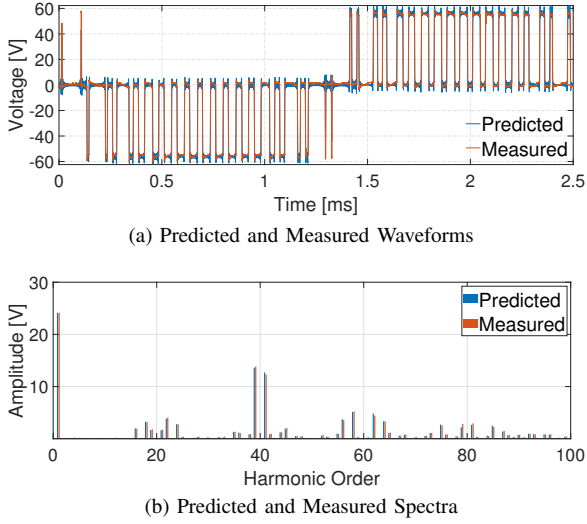 60
40
20
0
-20
-40
-60
Voltage [V]
Predicted
Measured
0
0.5
1
1.5
2
2.5
Time [ms]
(a) Predicted and Measured Waveforms
30
20
10
Amplitude [V]
Predicted
Measured
0
20
40
60
80
100
Harmonic Order
(b) Predicted and Measured Spectra